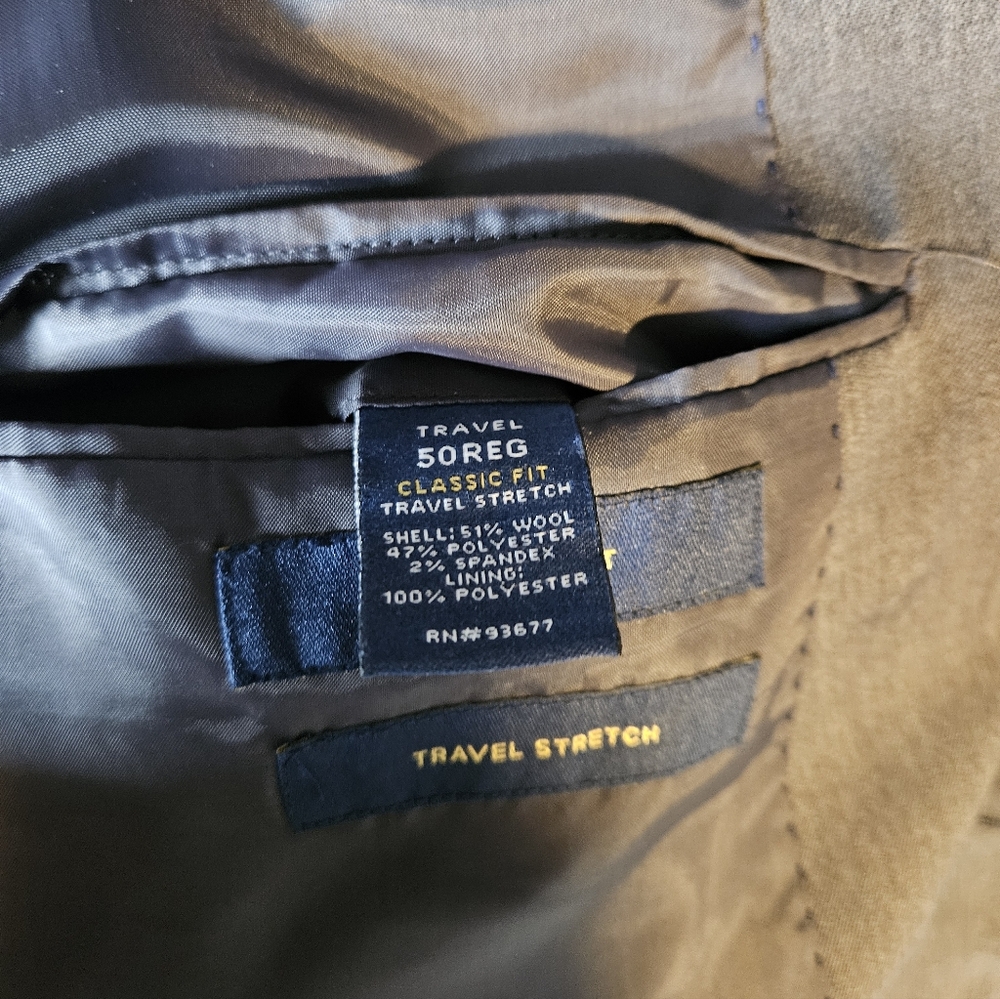 TRAVEL
50REG
CLASSIC FIT
TRAVEL STRETCH
SHELL: 51% WOOL
47% POLYESTER
2% SPANDEX
LINING:
100% POLYESTER
RN#93677
T
TRAVEL STRETCH